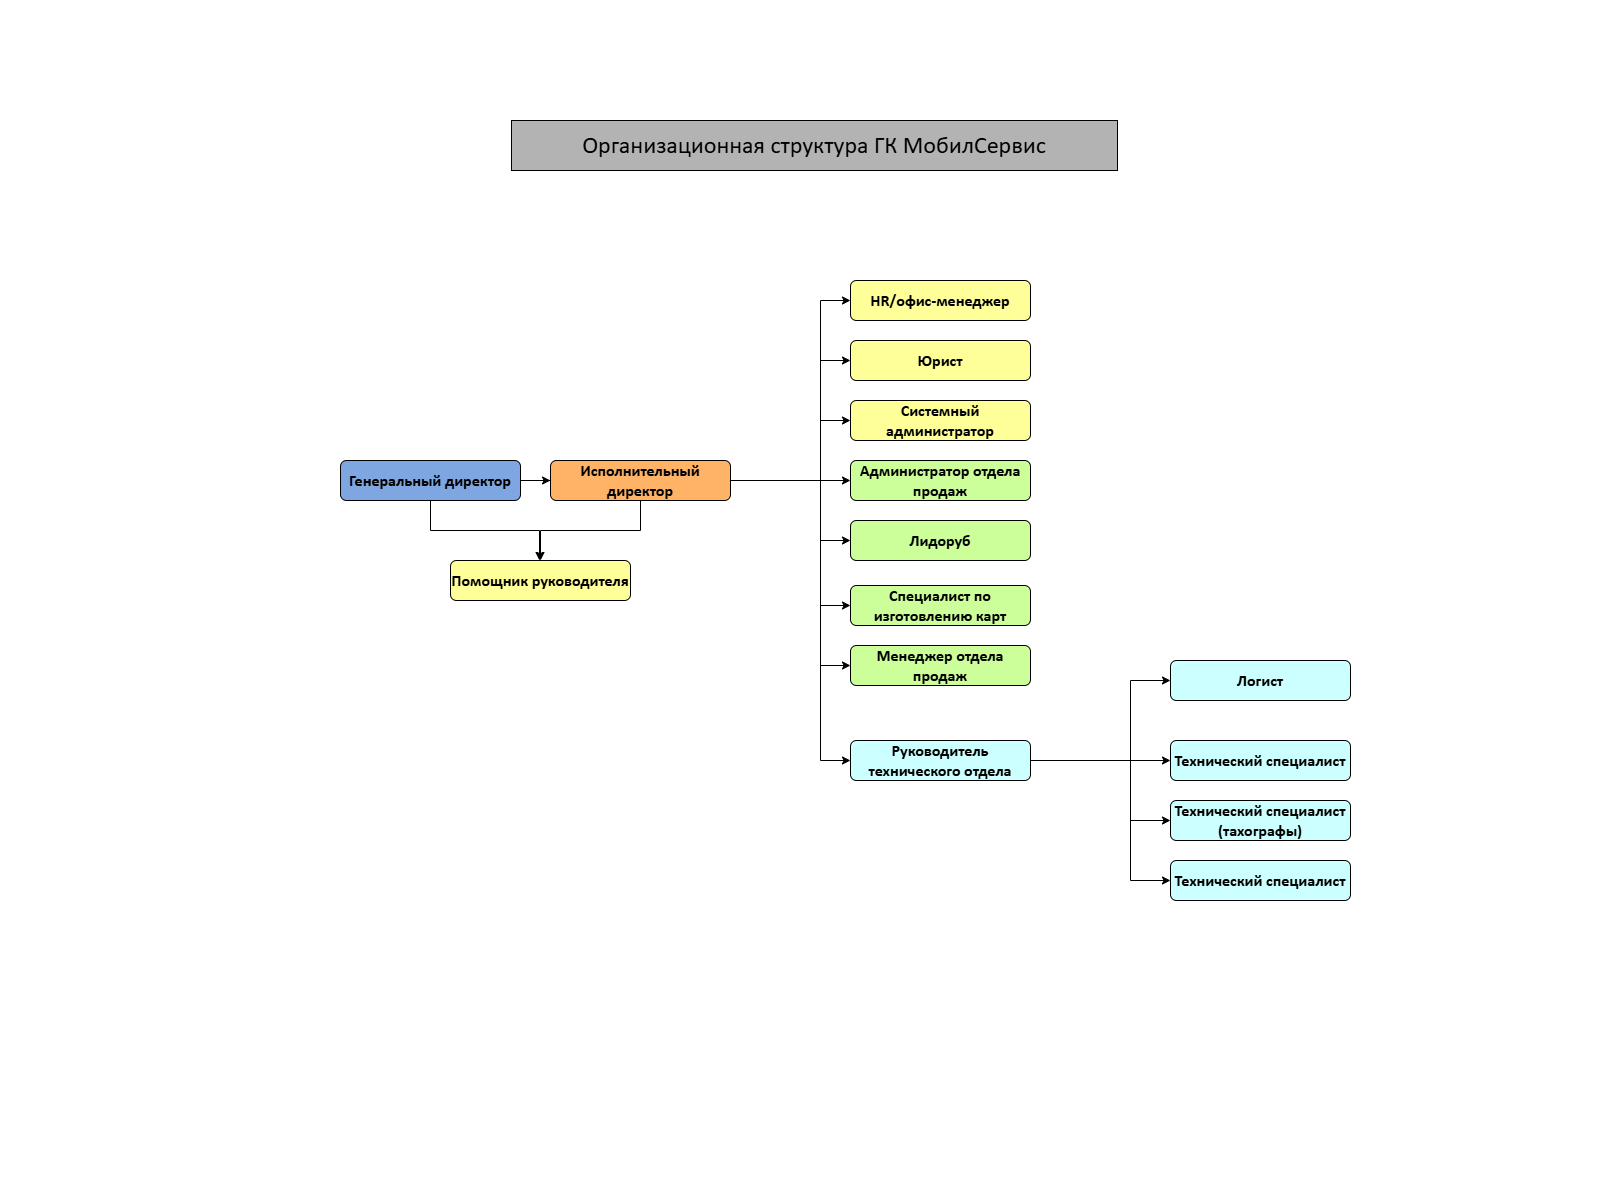 Организационная структура ГК МобилСервис
HR/офис-менеджер
Юрист
Системный
администратор
Генеральный директор
Исполнительный
директор
Администратор отдела
продаж
Лидоруб
Помощник руководителя
Специалист по
изготовлению карт
Менеджер отдела
продаж
Руководитель
технического отдела
Логист
Технический специалист
Технический специалист
(тахографы)
Технический специалист